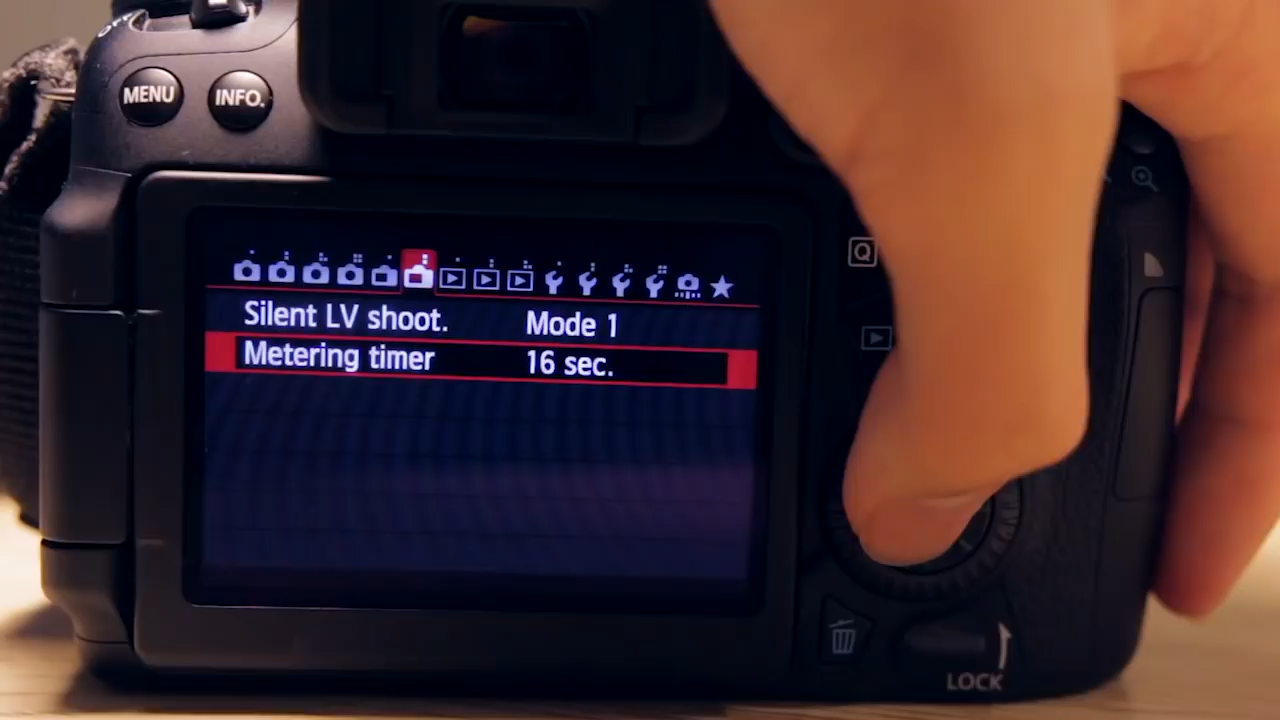 MENU
INFO.
Q
Silent LV shoot. Mode 1
Metering timer 16 sec.
LOCK